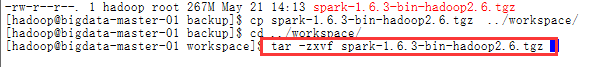 -rw-r--r--. 1 hadoop root 267M May 21 14:13 spark-1.6.3-bin-hadoop2.6.tgz
[hadoop@bigdata-master-01 backup]$ cp spark-1.6.3-bin-hadoop2.6.tgz ../workspace/
[hadoop@bigdata-master-01 backup]$ cd ../workspace/
[hadoop@bigdata-master-01 workspace]$ tar -zxvf spark-1.6.3-bin-hadoop2.6.tgz